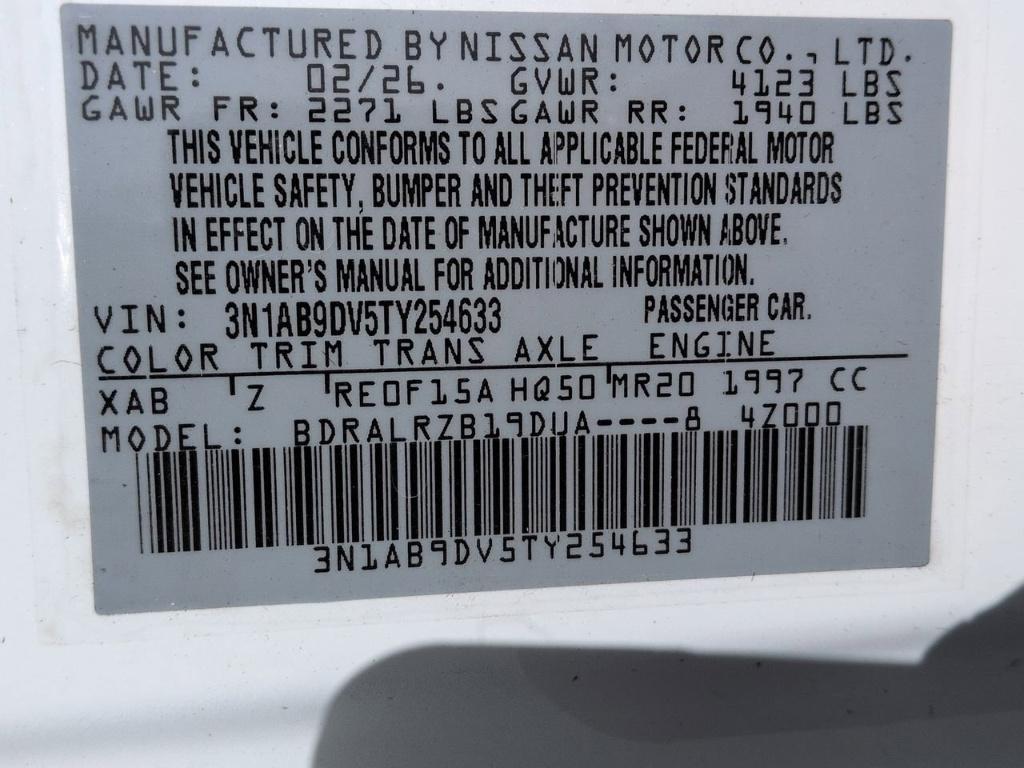 MANUFACTURED BY NISSAN MOTOR CO., LTD.
DATE: 02/26. GVWR: 4123 LBS
GAWR FR: 2271 LBS GAWR RR: 1940 LBS
THIS VEHICLE CONFORMS TO ALL APPLICABLE FEDERAL MOTOR
VEHICLE SAFETY, BUMPER AND THEFT PREVENTION STANDARDS
IN EFFECT ON THE DATE OF MANUFACTURE SHOWN ABOVE.
SEE OWNER'S MANUAL FOR ADDITIONAL INFORMATION.
VIN: 3N1AB9DV5TY254633 PASSENGER CAR.
COLOR TRIM TRANS AXLE ENGINE
XAB Z RE0F15A HQ50 MR20 1997 CC
MODEL: BDRALRZB19DUA----8 4Z000
3N1AB9DV5TY254633